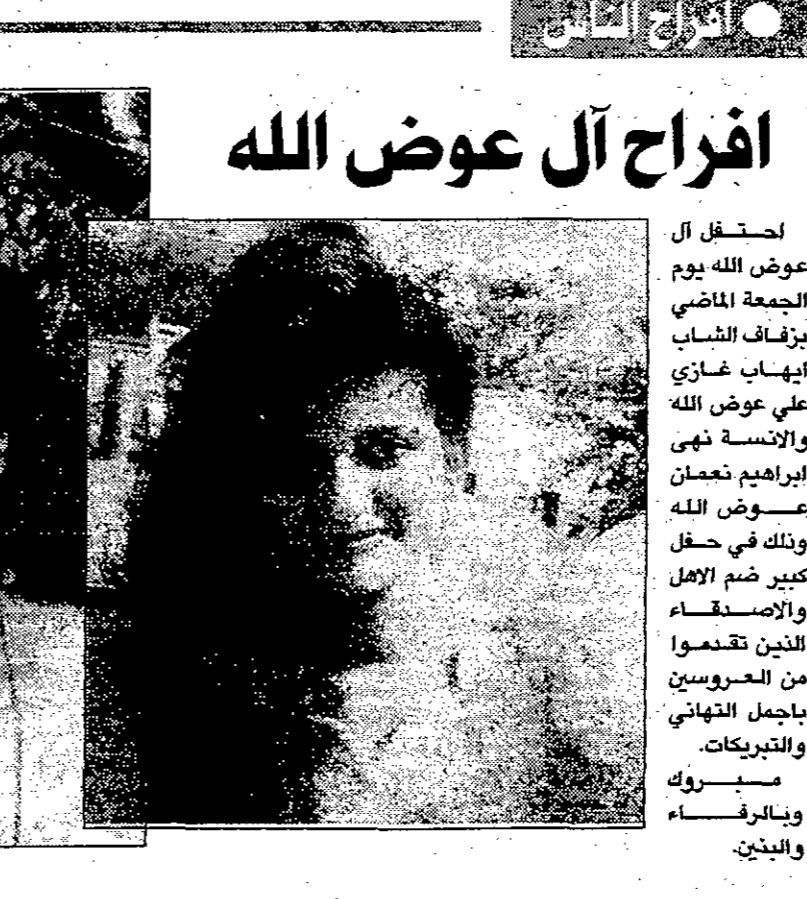 افراح الناس
افراح آل عوض الله
احتفل آل
عوض الله يوم
الجمعة الماضي
بزفاف الشاب
ايهاب غازي
علي عوض الله
والانسة نهى
ابراهيم نعمان
عوض الله
وذلك في حفل
كبير ضم الاهل
والاصدقاء
الذين تقدموا
من العروسين
باجمل التهاني
والتبريكات.
مبروك
وبالرفاء
والبنين.